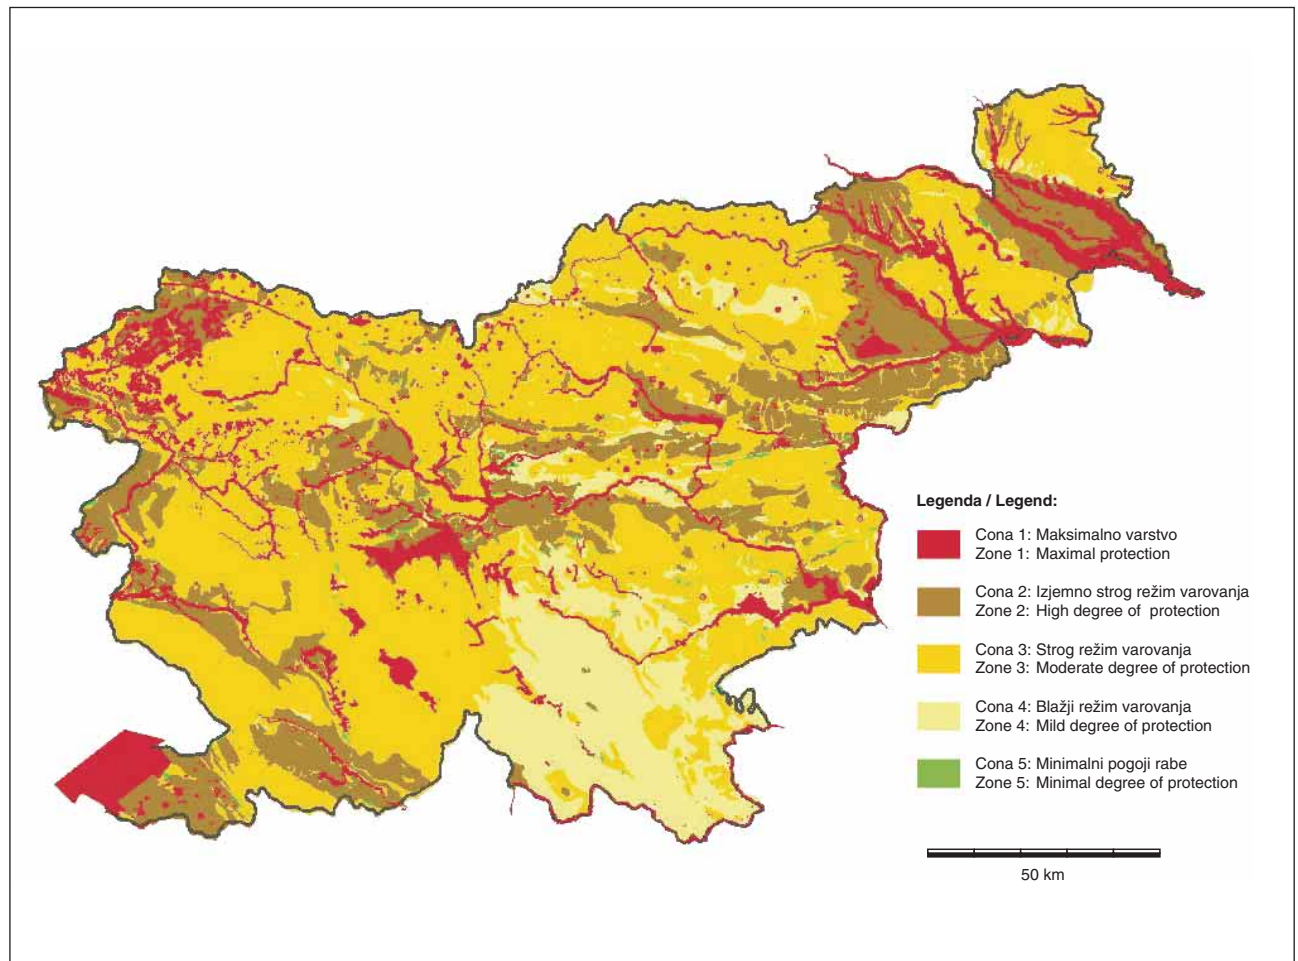 Legenda / Legend:
Cona 1: Maksimalno varstvo
Zone 1: Maximal protection
Cona 2: Izjemno strog režim varovanja
Zone 2: High degree of protection
Cona 3: Strog režim varovanja
Zone 3: Moderate degree of protection
Cona 4: Blažji režim varovanja
Zone 4: Mild degree of protection
Cona 5: Minimalni pogoji rabe
Zone 5: Minimal degree of protection
50 km